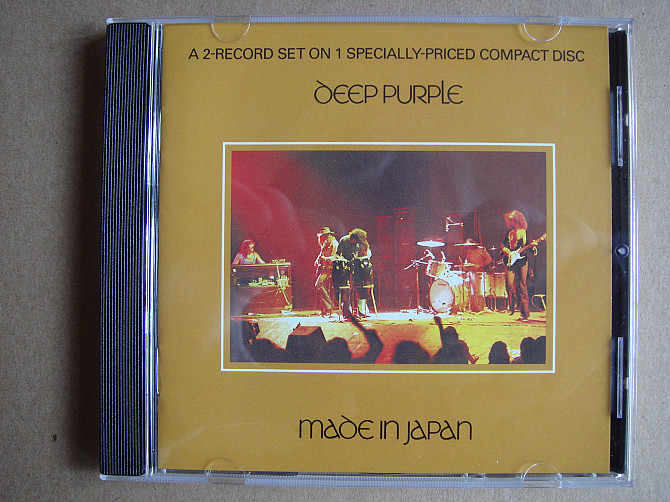 A 2-RECORD SET ON 1 SPECIALLY-PRICED COMPACT DISC
DEEP PURPLE
MADE IN JAPAN